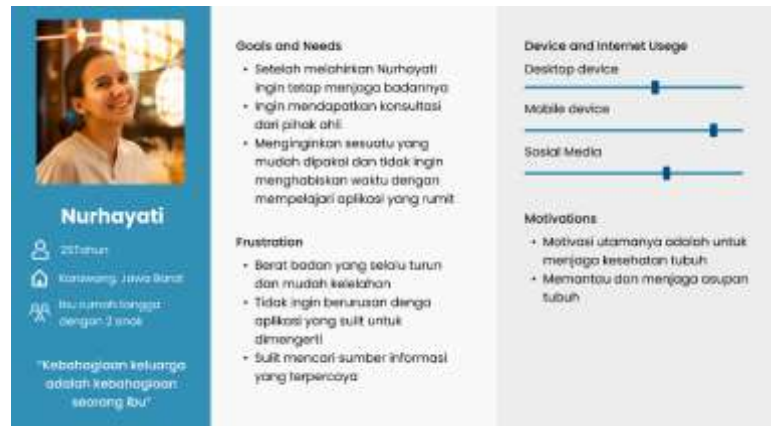 Nurhayati
25Tahun
Karawang, Jawa Barat
Ibu rumah tangga
dengan 2 anak
"Kebahagiaan keluarga
adalah kebahagiaan
seorang Ibu"
Goals and Needs
• Setelah melahirkan Nurhayati
ingin tetap menjaga badannya
• Ingin mendapatkan konsultasi
dari pihak ahli
• Menginginkan sesuatu yang
mudah dipakai dan tidak ingin
menghabiskan waktu dengan
mempelajari aplikasi yang rumit
Frustration
• Berat badan yang selalu turun
dan mudah kelelahan
• Tidak ingin berurusan denga
aplikasi yang sulit untuk
dimengerti
• Sulit mencari sumber informasi
yang terpercaya
Device and Internet Usege
Desktop device
Mobile device
Sosial Media
Motivations
• Motivasi utamanya adalah untuk
menjaga kesehatan tubuh
• Memantau dan menjaga asupan
tubuh